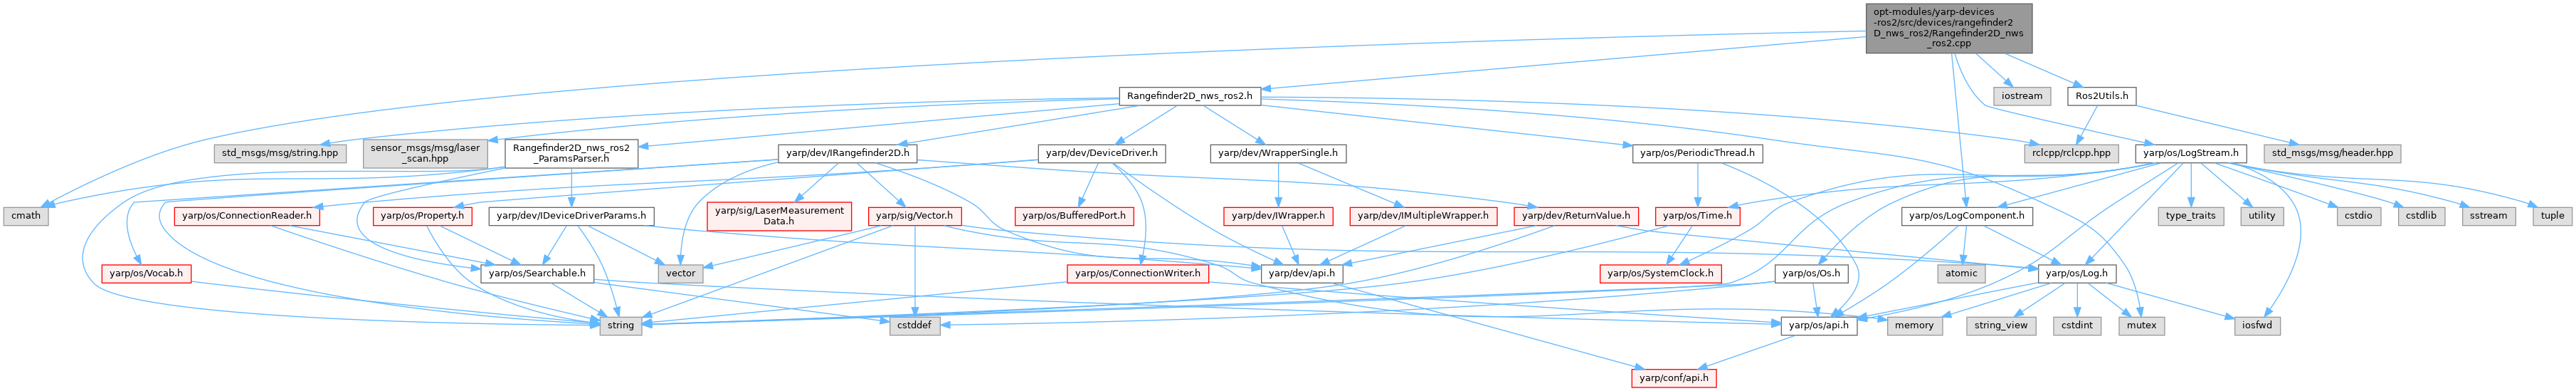 opt-modules/yarp-devices
-ros2/src/devices/rangefinder2
D_nws_ros2/Rangefinder2D_nws
_ros2.cpp
Rangefinder2D_nws_ros2.h
iostream
Ros2Utils.h
std_msgs/msg/string.hpp
sensor_msgs/msg/laser
_scan.hpp
Rangefinder2D_nws_ros2
_ParamsParser.h
yarp/dev/IRangefinder2D.h
yarp/dev/DeviceDriver.h
yarp/dev/WrapperSingle.h
yarp/os/PeriodicThread.h
rclcpp/rclcpp.hpp
yarp/os/LogStream.h
std_msgs/msg/header.hpp
cmath
yarp/os/ConnectionReader.h
yarp/os/Property.h
yarp/dev/IDeviceDriverParams.h
yarp/sig/LaserMeasurement
Data.h
yarp/sig/Vector.h
yarp/os/BufferedPort.h
yarp/dev/IWrapper.h
yarp/dev/IMultipleWrapper.h
yarp/dev/ReturnValue.h
yarp/os/Time.h
yarp/os/LogComponent.h
type_traits
utility
cstdio
cstdlib
sstream
tuple
yarp/os/Vocab.h
yarp/os/Searchable.h
vector
yarp/os/ConnectionWriter.h
yarp/dev/api.h
yarp/os/SystemClock.h
yarp/os/Os.h
atomic
yarp/os/Log.h
string
cstddef
yarp/os/api.h
memory
string_view
cstdint
mutex
iosfwd
yarp/conf/api.h